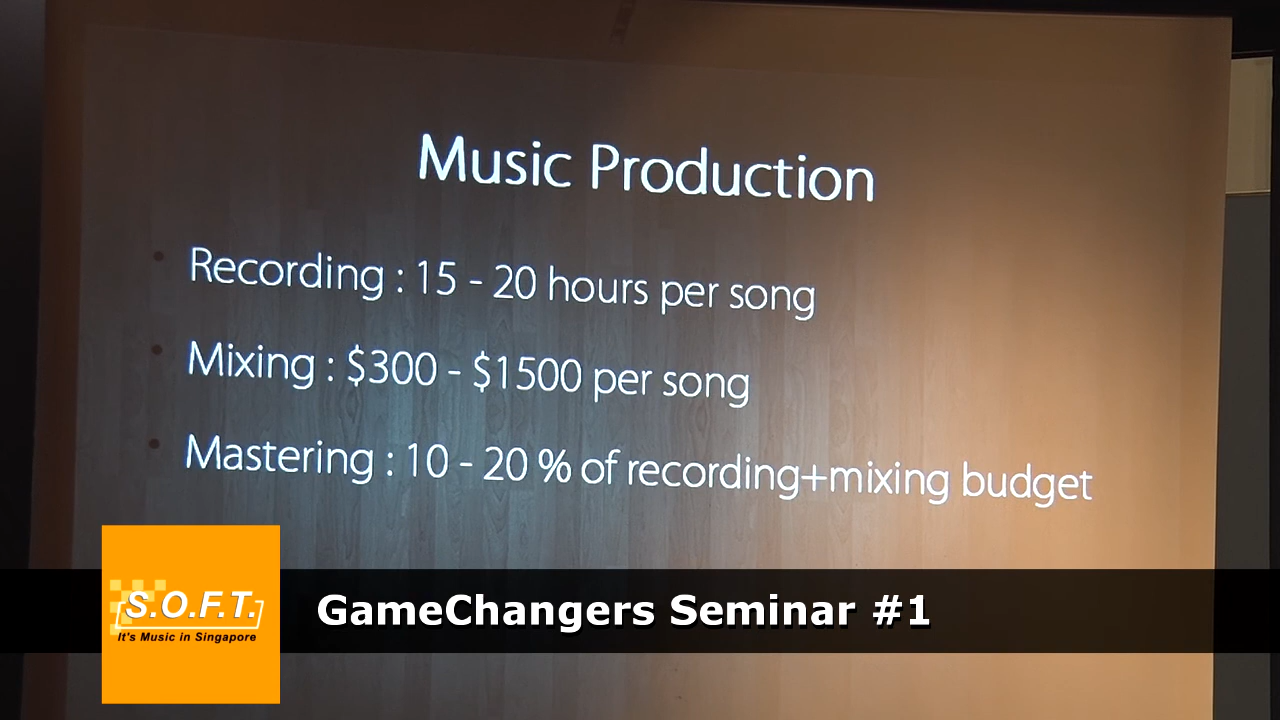 Music Production
• Recording : 15 - 20 hours per song
• Mixing : $300 - $1500 per song
• Mastering : 10 - 20 % of recording+mixing budget
S.O.F.T.
It's Music in Singapore
GameChangers Seminar #1